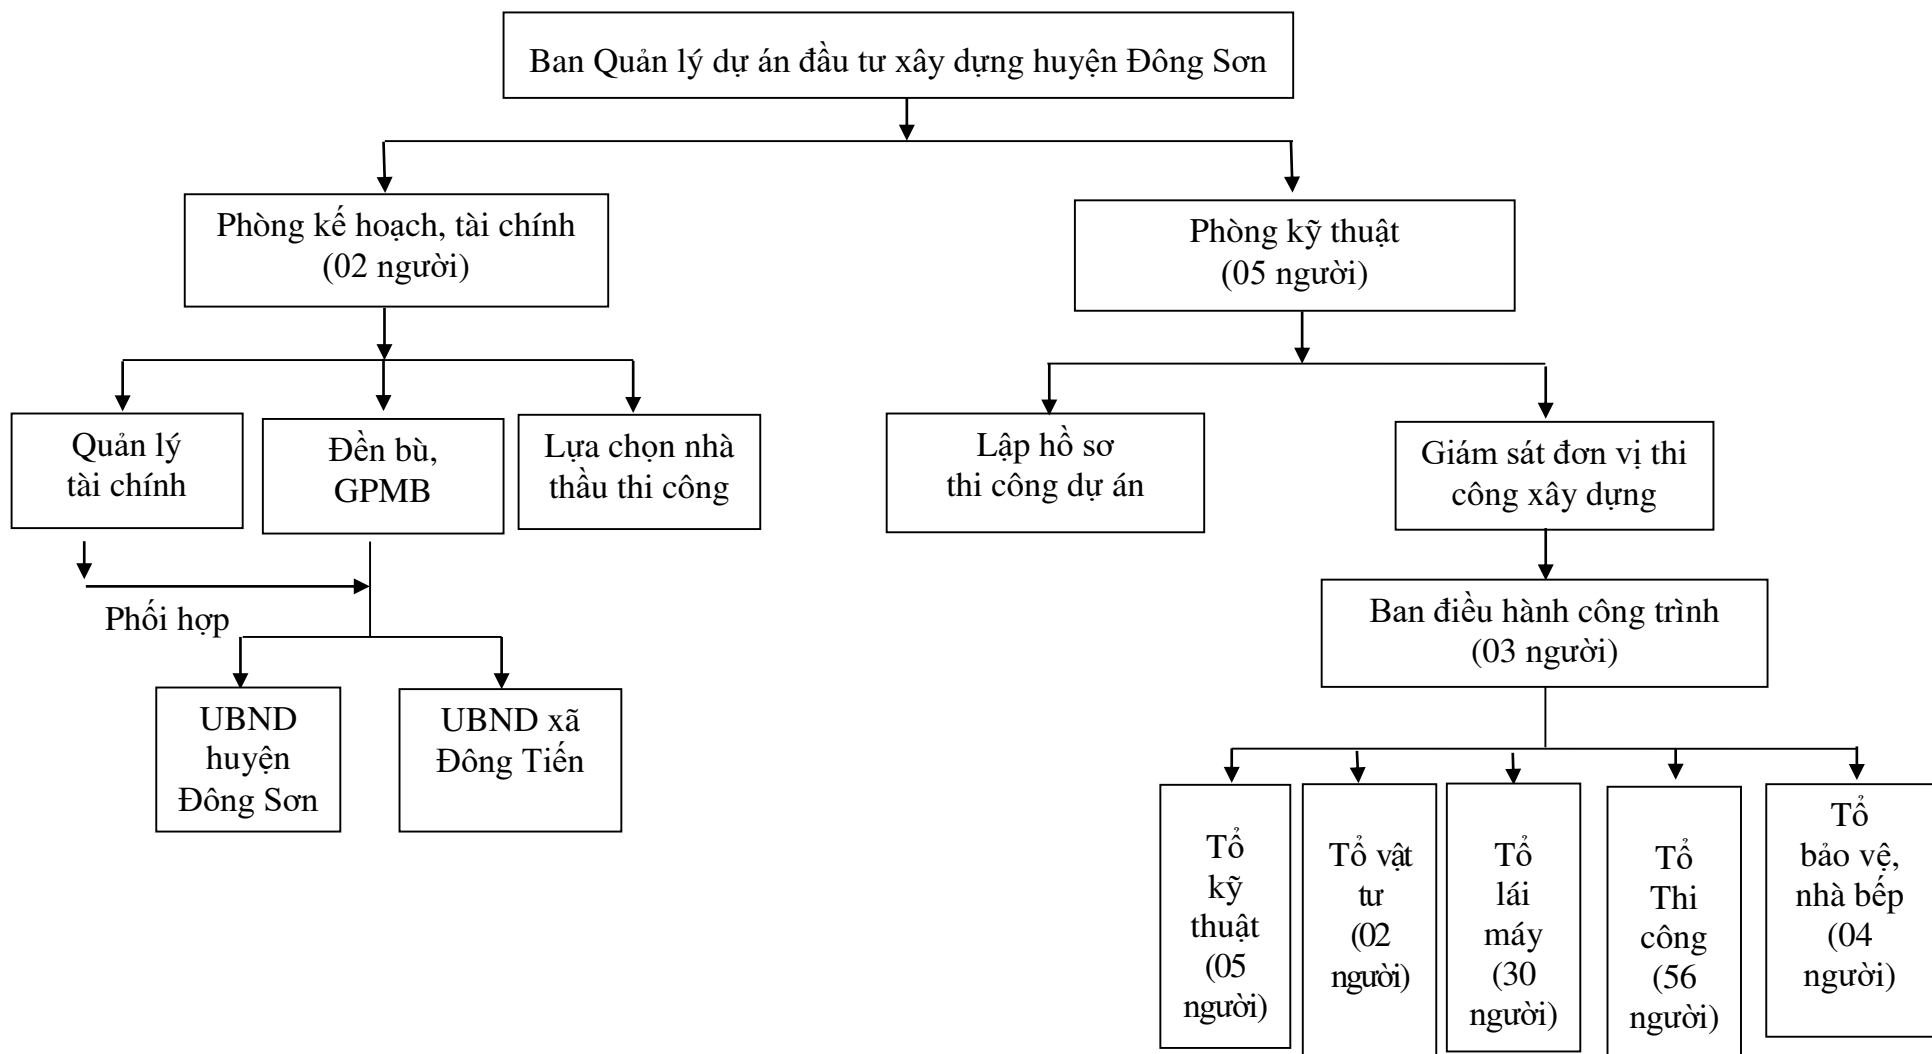 Ban Quản lý dự án đầu tư xây dựng huyện Đông Sơn
Phòng kế hoạch, tài chính
(02 người)
Phòng kỹ thuật
(05 người)
Quản lý
tài chính
Đền bù,
GPMB
Lựa chọn nhà
thầu thi công
Lập hồ sơ
thi công dự án
Giám sát đơn vị thi
công xây dựng
Phối hợp
Ban điều hành công trình
(03 người)
UBND
huyện
Đông Sơn
UBND xã
Đông Tiến
Tổ
kỹ
thuật
(05
người)
Tổ vật
tư
(02
người)
Tổ
lái
máy
(30
người)
Tổ
Thi
công
(56
người)
Tổ
bảo vệ,
nhà bếp
(04
người)